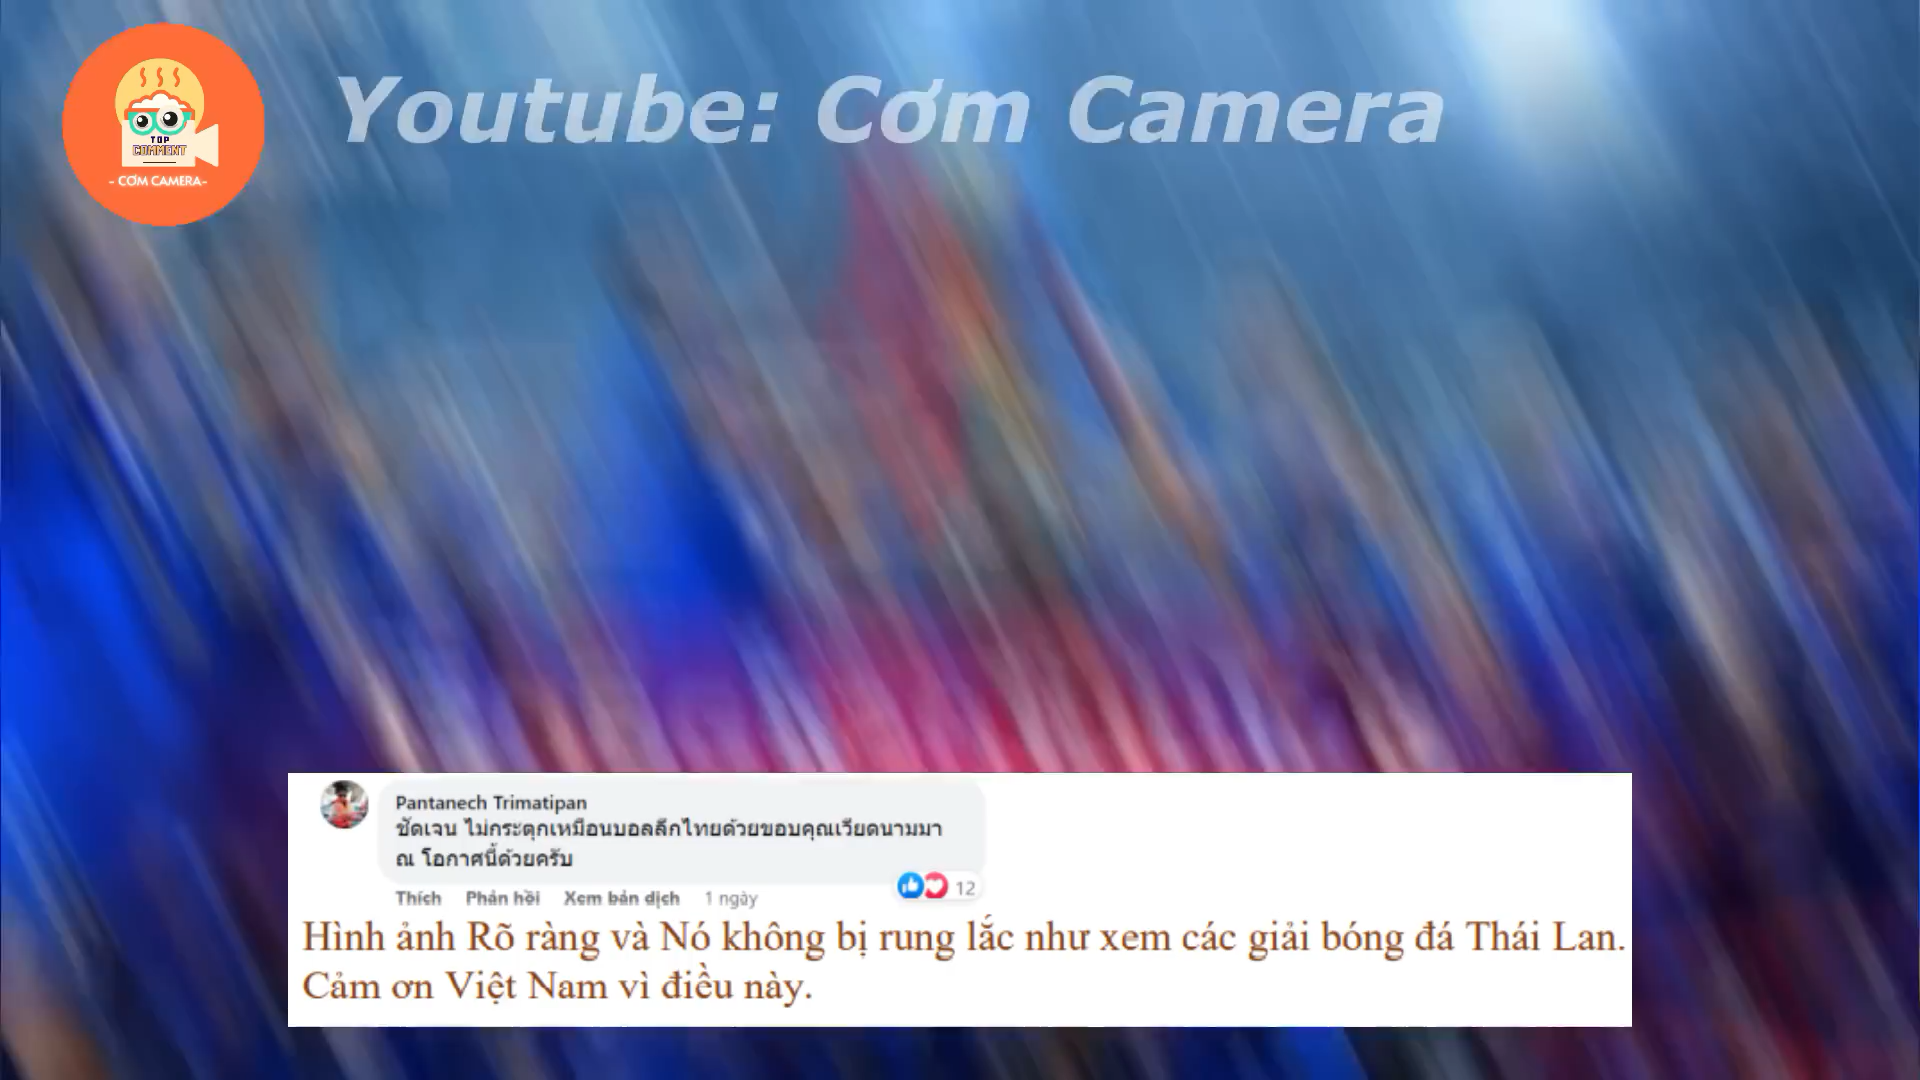 Youtube: Cơm Camera
TOP
COMMENT
- CƠM CAMERA-
Pantanech Trimatipan
ชัดเจน ไม่กระตุกเหมือนบอลลีกไทยด้วยขอบคุณเวียดนามมา
ณ โอกาศนี้ด้วยครับ
Thích Phản hồi Xem bản dịch 1 ngày
12
Hình ảnh Rõ ràng và Nó không bị rung lắc như xem các giải bóng đá Thái Lan.
Cảm ơn Việt Nam vì điều này.